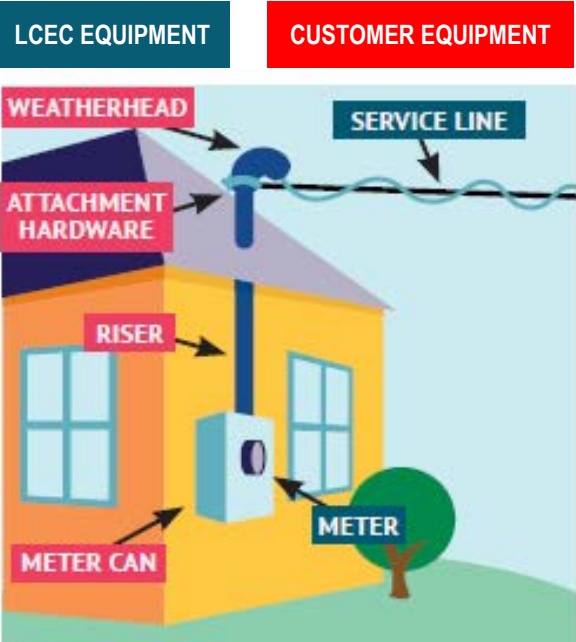 LCEC EQUIPMENT
CUSTOMER EQUIPMENT
WEATHERHEAD
SERVICE LINE
ATTACHMENT
HARDWARE
RISER
METER
METER CAN